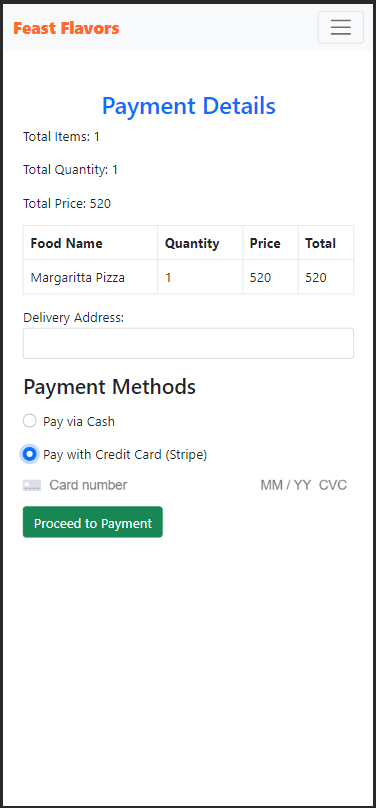 Feast Flavors
Payment Details
Total Items: 1
Total Quantity: 1
Total Price: 520
Food Name Quantity Price Total
Margaritta Pizza 1 520 520
Delivery Address:
Payment Methods
Pay via Cash
Pay with Credit Card (Stripe)
Card number MM / YY CVC
Proceed to Payment